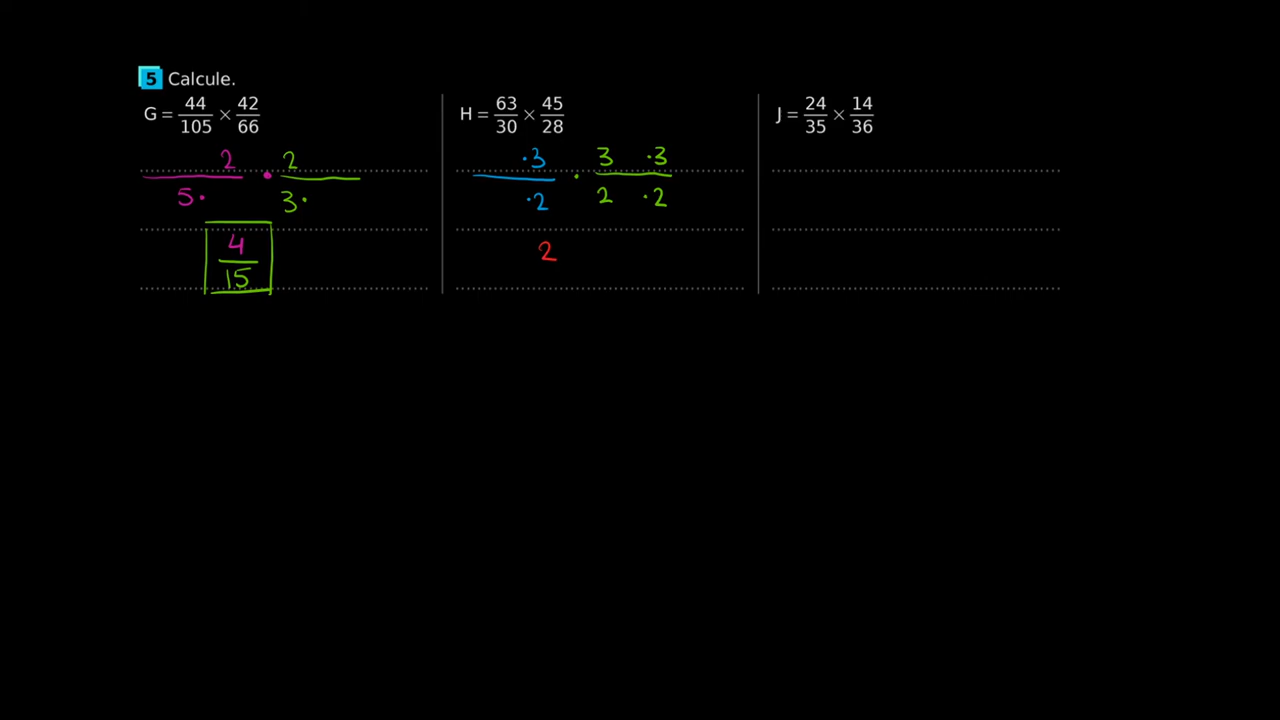 5 Calcule.
G = 44/105 × 42/66
2/5· · 2/3·
4/15
H = 63/30 × 45/28
·3/·2 · 3 ·3/2 ·2
2
J = 24/35 × 14/36